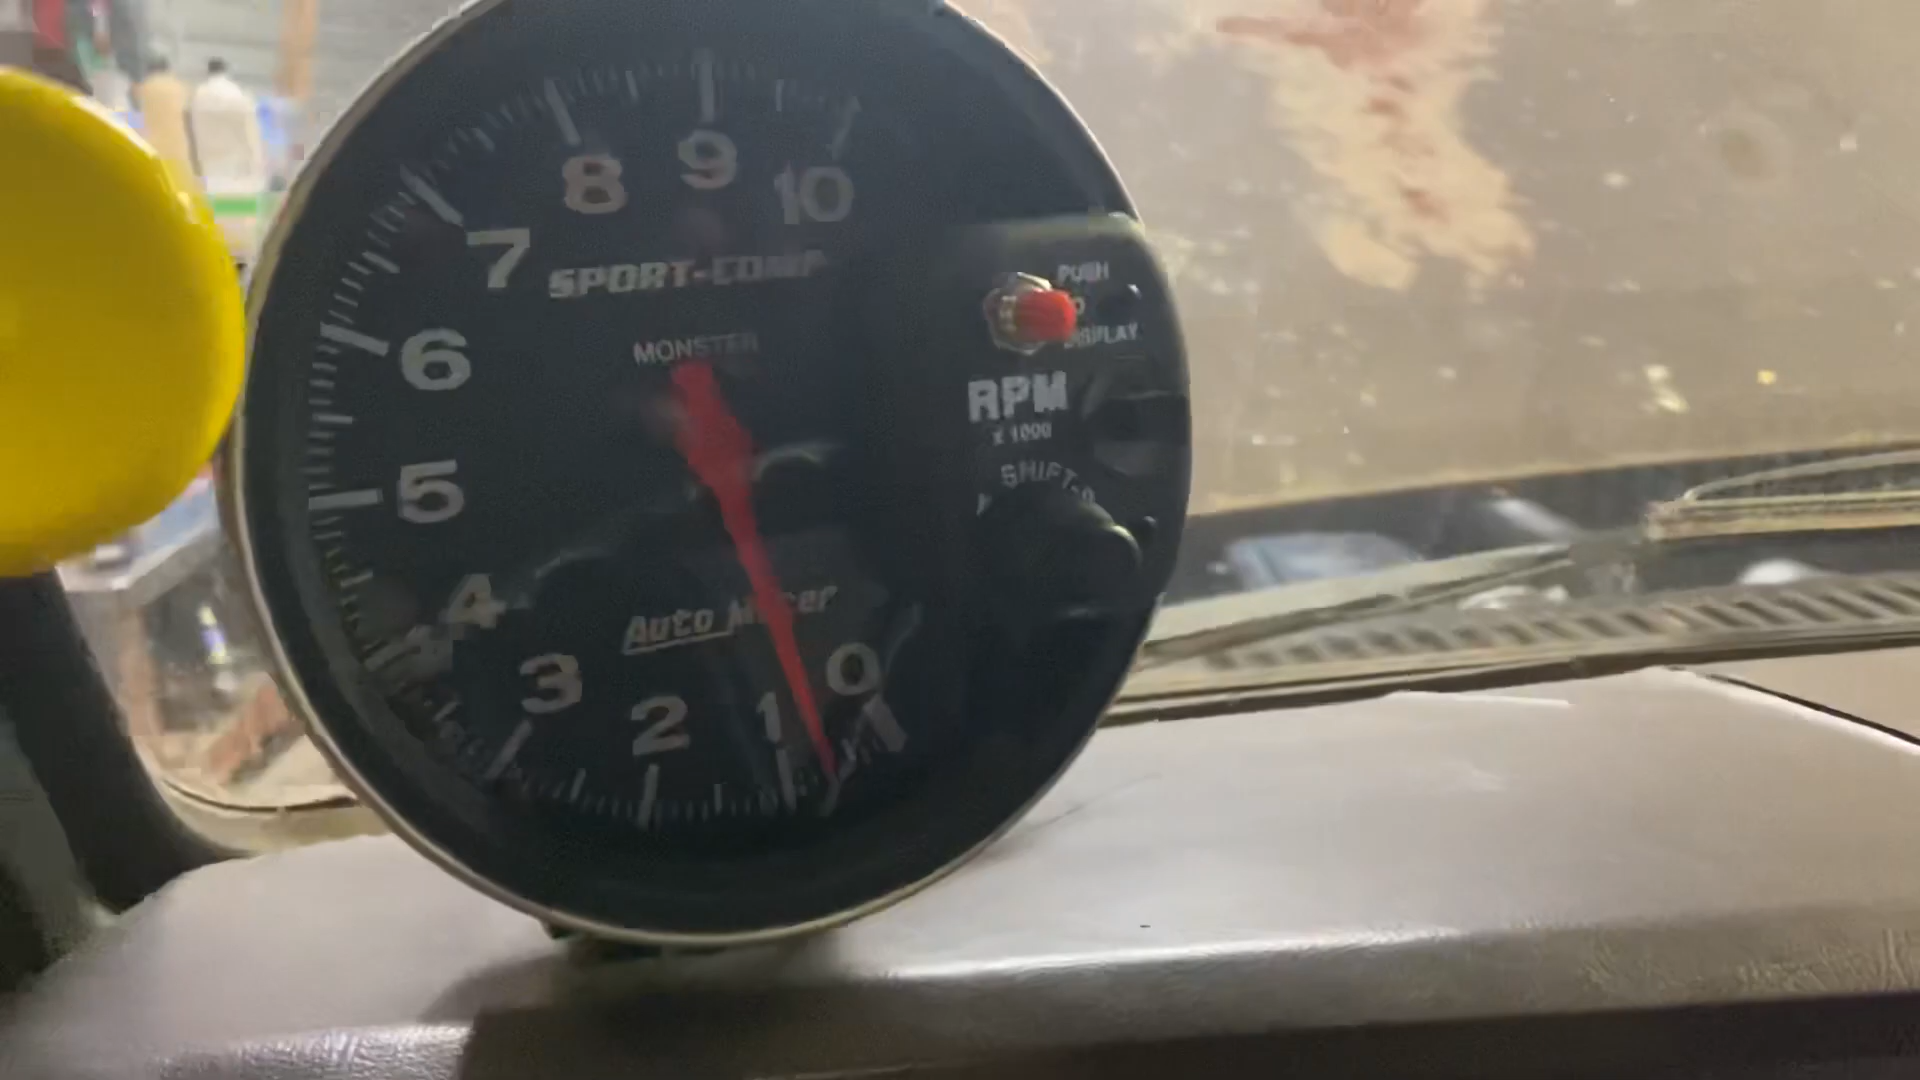 8 9 10
7
SPORT-COMP
6
MONSTER
5
4
3
2
1
0
Auto Meter
PUSH
DISPLAY
RPM
x 1000
SHIFT-